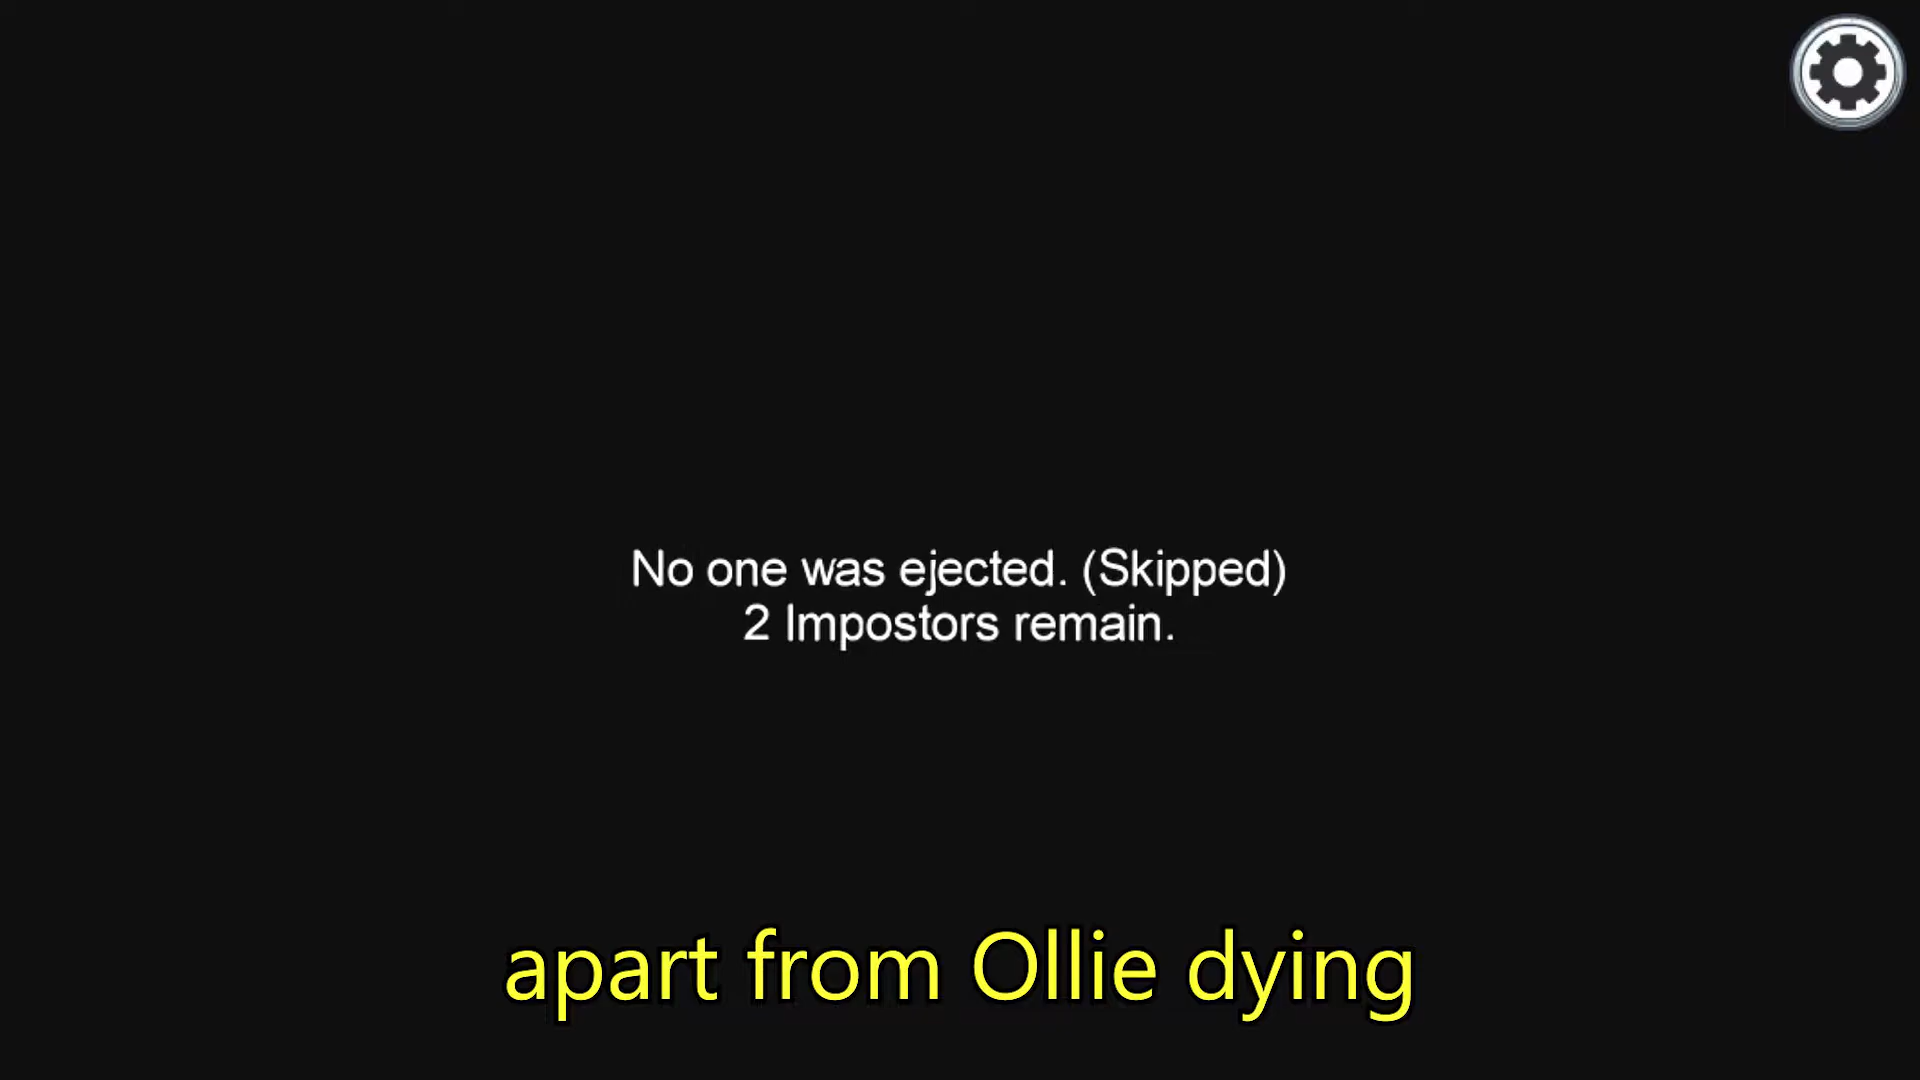 No one was ejected. (Skipped)
2 Impostors remain.
apart from Ollie dying